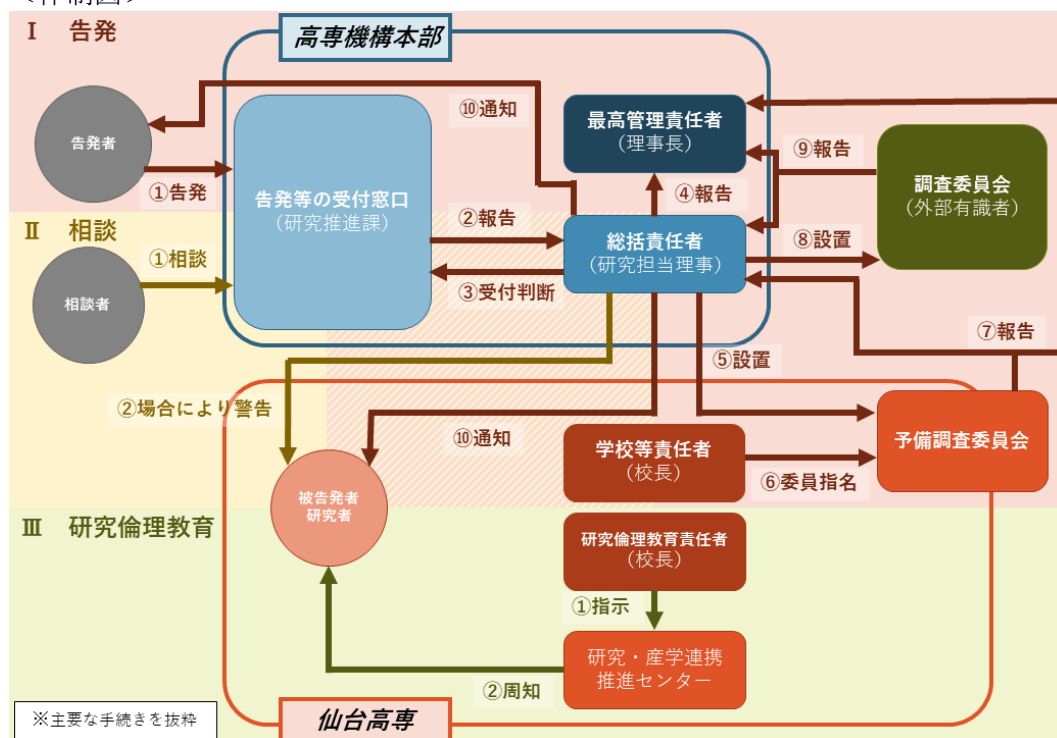 I 告発
高専機構本部
⑩通知
最高管理責任者
(理事長)
告発者
⑨報告
調査委員会
(外部有識者)
①告発
告発等の受付窓口
(研究推進課)
④報告
II 相談
②報告
総括責任者
(研究担当理事)
⑧設置
①相談
相談者
③受付判断
⑦報告
⑤設置
②場合により警告
⑩通知
学校等責任者
(校長)
予備調査委員会
⑥委員指名
被告発者
研究者
III 研究倫理教育
研究倫理教育責任者
(校長)
①指示
研究・産学連携
推進センター
②周知
※主要な手続きを抜粋
仙台高専